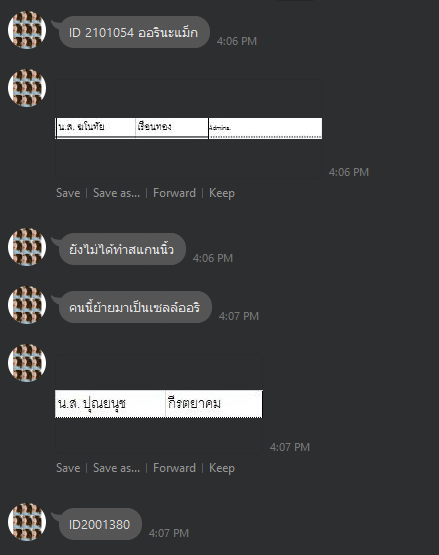 ID 2101054 ออรินะแม็ก
4:06 PM
น.ส. ฆโนทัย เรือนทอง Admins.
4:06 PM
Save | Save as... | Forward | Keep
ยังไม่ได้ทำสแกนนิ้ว
4:06 PM
คนนี้ย้ายมาเป็นเซลล์ออริ
4:07 PM
น.ส. ปุณยนุช กีรตยาคม
4:07 PM
Save | Save as... | Forward | Keep
ID2001380
4:07 PM